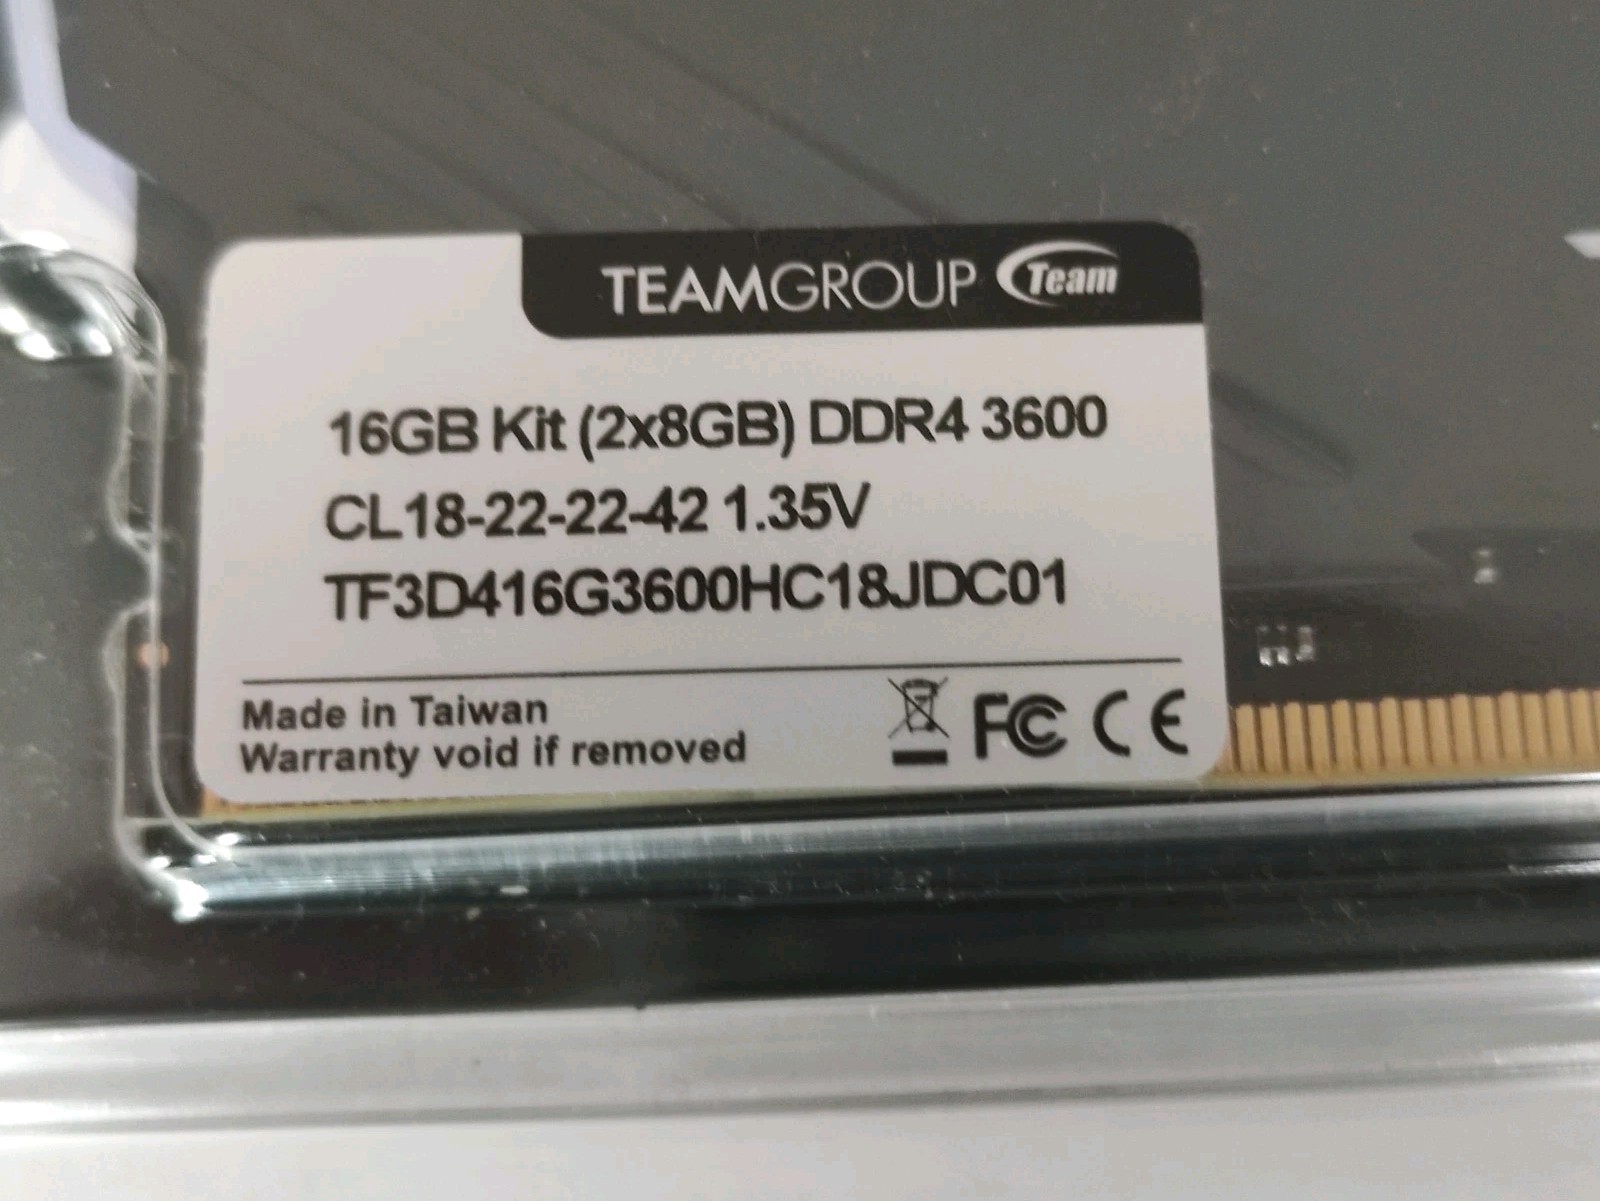 TEAMGROUP Team
16GB Kit (2x8GB) DDR4 3600
CL18-22-22-42 1.35V
TF3D416G3600HC18JDC01
Made in Taiwan
Warranty void if removed
FC CE